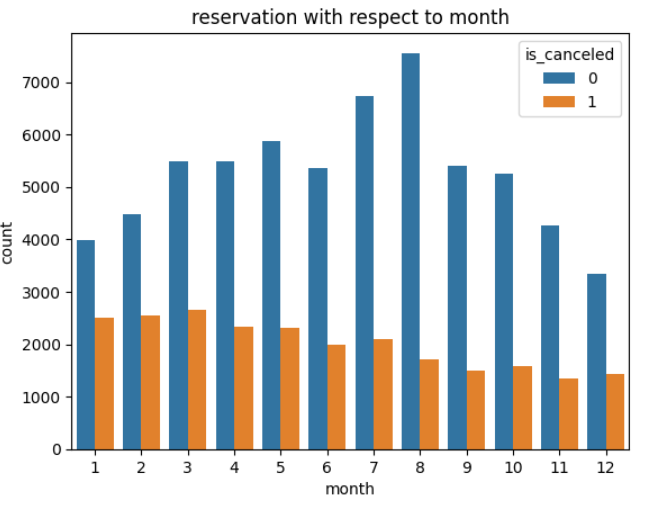 reservation with respect to month
is_canceled
0
1
count
7000
6000
5000
4000
3000
2000
1000
0
1 2 3 4 5 6 7 8 9 10 11 12
month